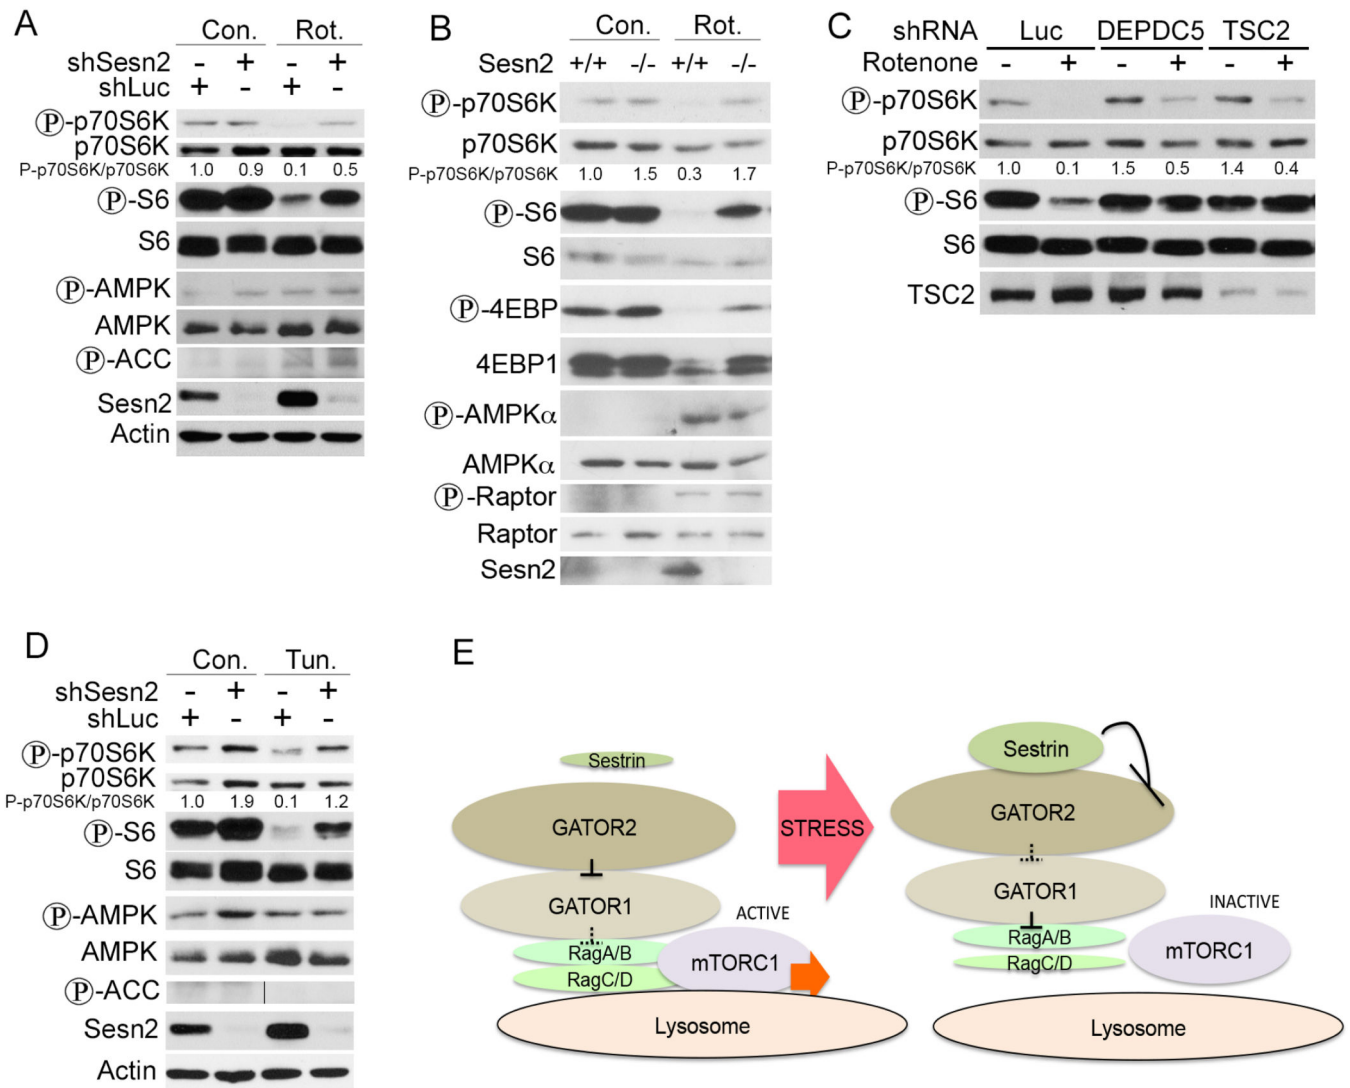 A
Con. Rot.
shSesn2 - + - +
shLuc + - + -
Ⓟ-p70S6K
p70S6K
P-p70S6K/p70S6K 1.0 0.9 0.1 0.5
Ⓟ-S6
S6
Ⓟ-AMPK
AMPK
Ⓟ-ACC
Sesn2
Actin
B
Con. Rot.
Sesn2 +/+ -/- +/+ -/-
Ⓟ-p70S6K
p70S6K
P-p70S6K/p70S6K 1.0 1.5 0.3 1.7
Ⓟ-S6
S6
Ⓟ-4EBP
4EBP1
Ⓟ-AMPKα
AMPKα
Ⓟ-Raptor
Raptor
Sesn2
C
shRNA Luc DEPDC5 TSC2
Rotenone - + - + - +
Ⓟ-p70S6K
p70S6K
P-p70S6K/p70S6K 1.0 0.1 1.5 0.5 1.4 0.4
Ⓟ-S6
S6
TSC2
D
Con. Tun.
shSesn2 - + - +
shLuc + - + -
Ⓟ-p70S6K
p70S6K
P-p70S6K/p70S6K 1.0 1.9 0.1 1.2
Ⓟ-S6
S6
Ⓟ-AMPK
AMPK
Ⓟ-ACC
Sesn2
Actin
E
Sestrin
GATOR2
GATOR1
ACTIVE
RagA/B
mTORC1
RagC/D
Lysosome
STRESS
Sestrin
GATOR2
GATOR1
INACTIVE
RagA/B
mTORC1
RagC/D
Lysosome